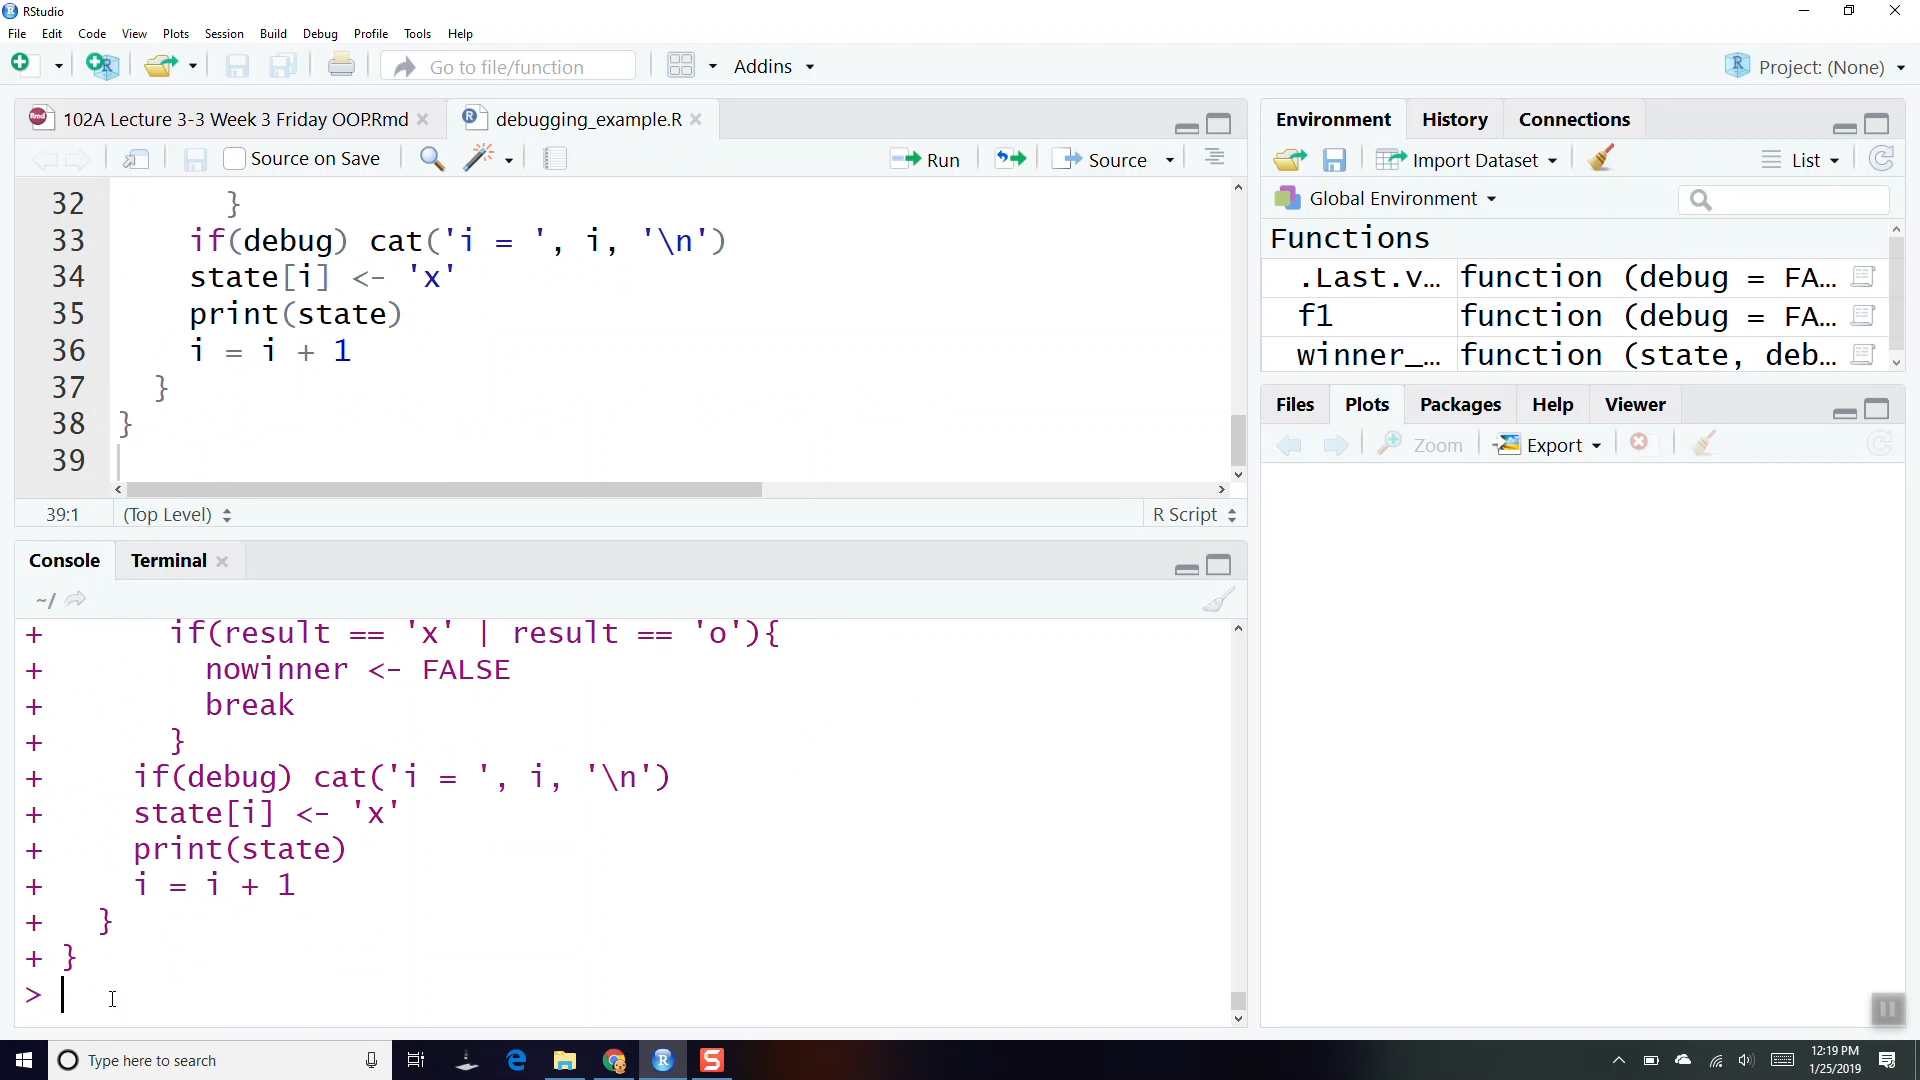 RStudio
File Edit Code View Plots Session Build Debug Profile Tools Help
Go to file/function Addins Project: (None)
102A Lecture 3-3 Week 3 Friday OOP.Rmd debugging_example.R
Source on Save Run Source
32 }
33 if(debug) cat('i = ', i, '\n')
34 state[i] <- 'x'
35 print(state)
36 i = i + 1
37 }
38 }
39
39:1 (Top Level) R Script
Console Terminal
~/
+ if(result == 'x' | result == 'o'){
+ nowinner <- FALSE
+ break
+ }
+ if(debug) cat('i = ', i, '\n')
+ state[i] <- 'x'
+ print(state)
+ i = i + 1
+ }
+ }
>
Environment History Connections
Import Dataset List
Global Environment
Functions
.Last.v… function (debug = FA…
f1 function (debug = FA…
winner_… function (state, deb…
Files Plots Packages Help Viewer
Zoom Export
Type here to search
12:19 PM
1/25/2019